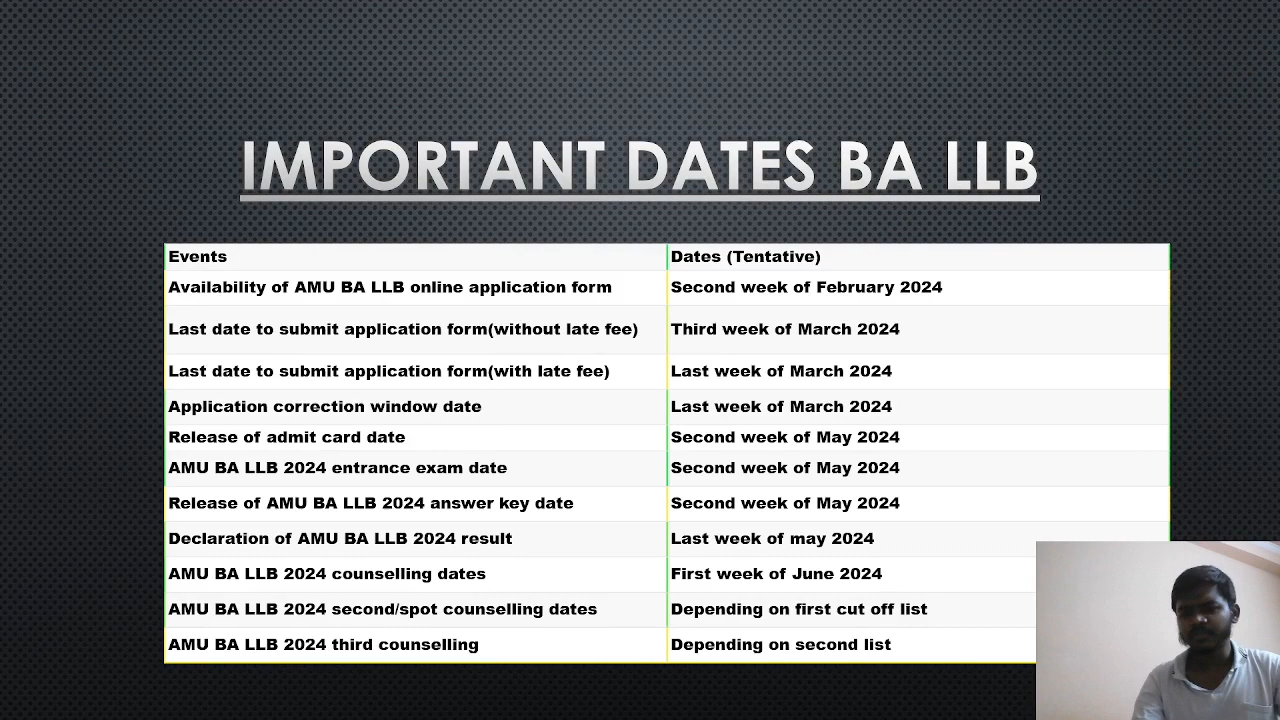 IMPORTANT DATES BA LLB
Events Dates (Tentative)
Availability of AMU BA LLB online application form Second week of February 2024
Last date to submit application form(without late fee) Third week of March 2024
Last date to submit application form(with late fee) Last week of March 2024
Application correction window date Last week of March 2024
Release of admit card date Second week of May 2024
AMU BA LLB 2024 entrance exam date Second week of May 2024
Release of AMU BA LLB 2024 answer key date Second week of May 2024
Declaration of AMU BA LLB 2024 result Last week of may 2024
AMU BA LLB 2024 counselling dates First week of June 2024
AMU BA LLB 2024 second/spot counselling dates Depending on first cut off list
AMU BA LLB 2024 third counselling Depending on second list